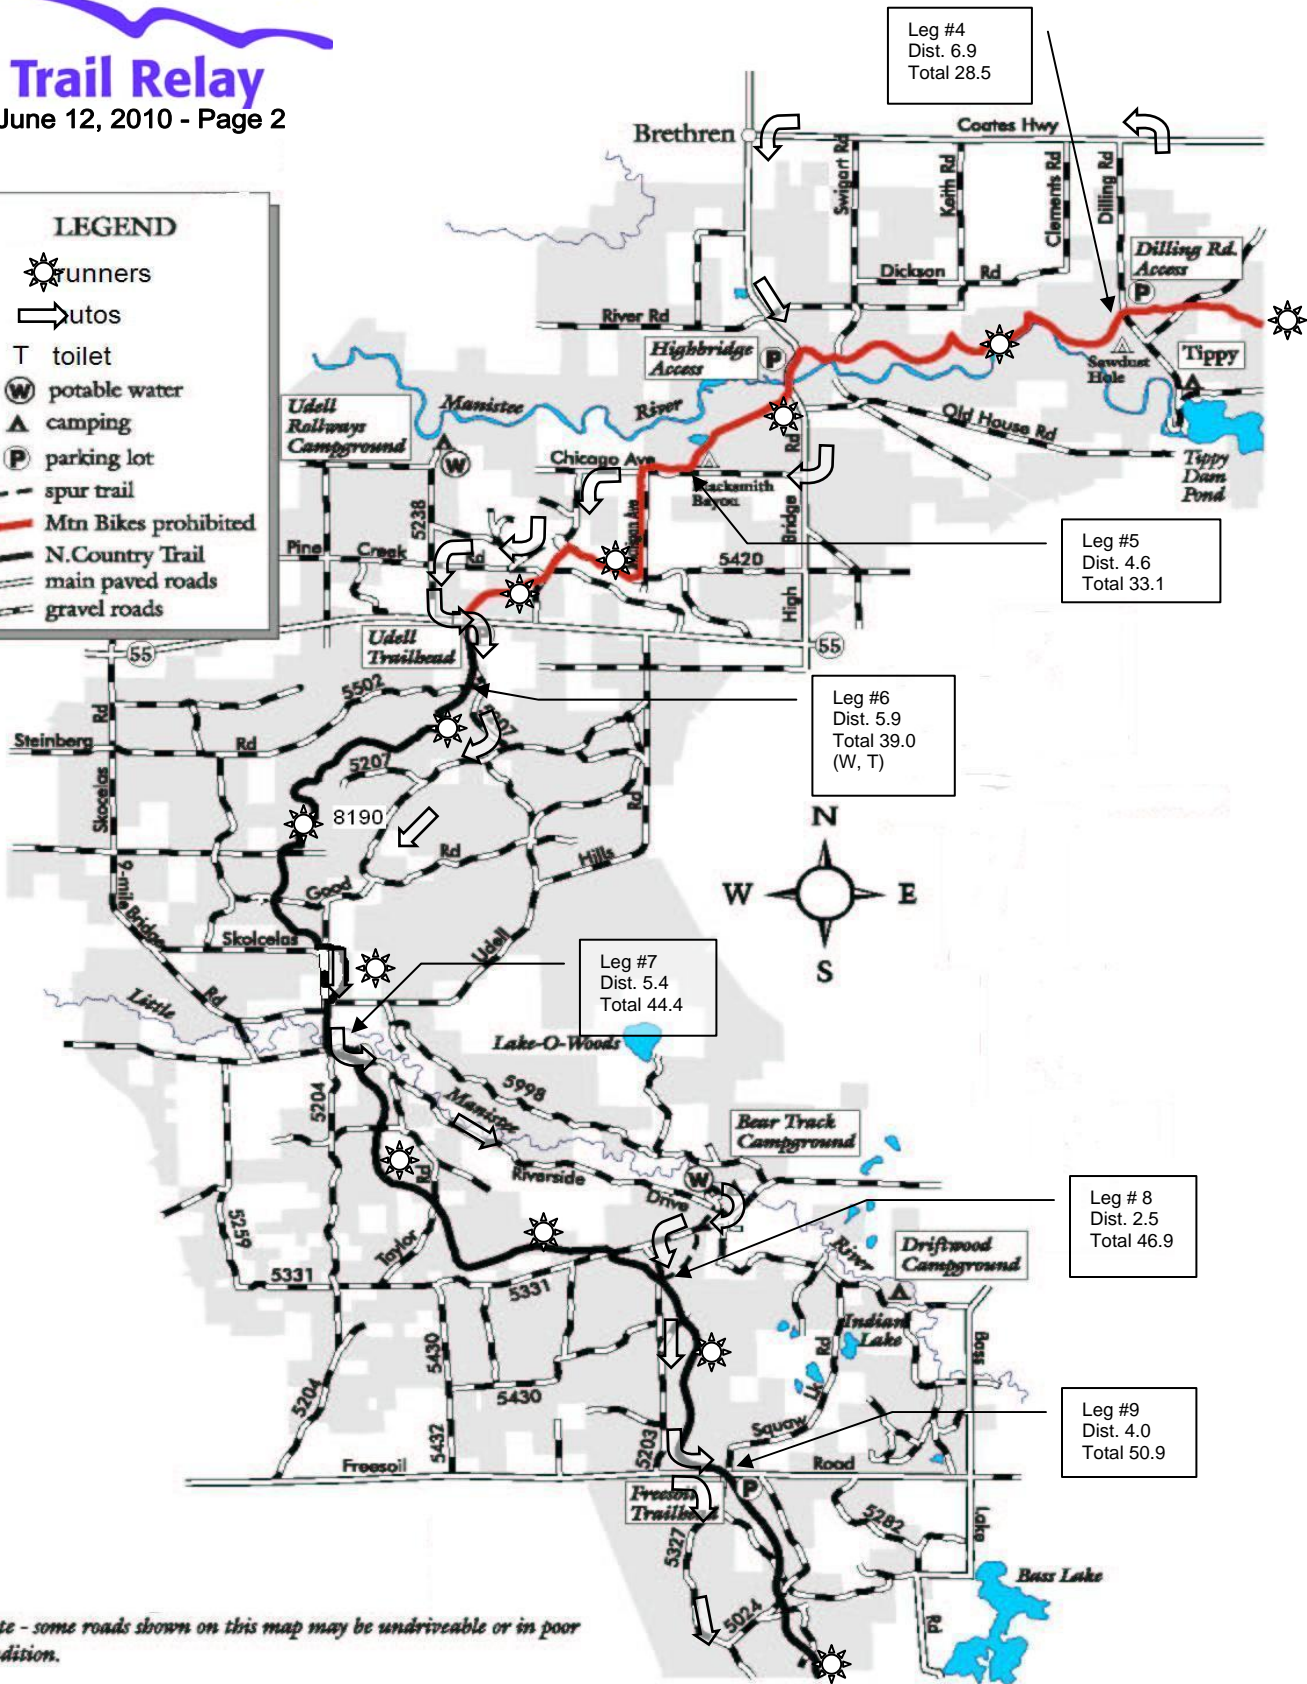 Trail Relay
June 12, 2010 - Page 2
LEGEND
runners
utos
T toilet
W potable water
camping
P parking lot
spur trail
Mtn Bikes prohibited
N.Country Trail
main paved roads
gravel roads
Leg #4
Dist. 6.9
Total 28.5
Brethren
Coates Hwy
Swigart Rd
Keith Rd
Clements Rd
Dilling Rd
Dickson Rd
Dilling Rd.
Access
P
River Rd
Highbridge
Access
P
Sawdust
Hole
Tippy
Udell
Rollways
Campground
Manistee River
W
Old House Rd
Tippy
Dam
Pond
Chicago Ave
Bayou
5238
Pine Creek Rd
5420
High Bridge Rd
Leg #5
Dist. 4.6
Total 33.1
Udell
Trailhead
55
55
5502
Steinberg Rd
Skocelas Rd
5207
8190
Leg #6
Dist. 5.9
Total 39.0
(W, T)
N
W E
S
Udell Hills Rd
Good Rd
9-mile Bridge Rd
Skolcelas
Leg #7
Dist. 5.4
Total 44.4
Little Manistee River
Lake-O-Woods
5998
5204
Bear Track
Campground
Riverside Drive
W
Leg # 8
Dist. 2.5
Total 46.9
5259
Taylor Rd
5331
5331
Driftwood
Campground
Indian
Lake
5430
5430
5204
5432
5203
Squaw Lk Rd
Bass Lake Rd
Leg #9
Dist. 4.0
Total 50.9
Freesoil Road
Freesoil
Trailhead
P
5282
5327
5024
Bass Lake
te - some roads shown on this map may be undriveable or in poor
dition.